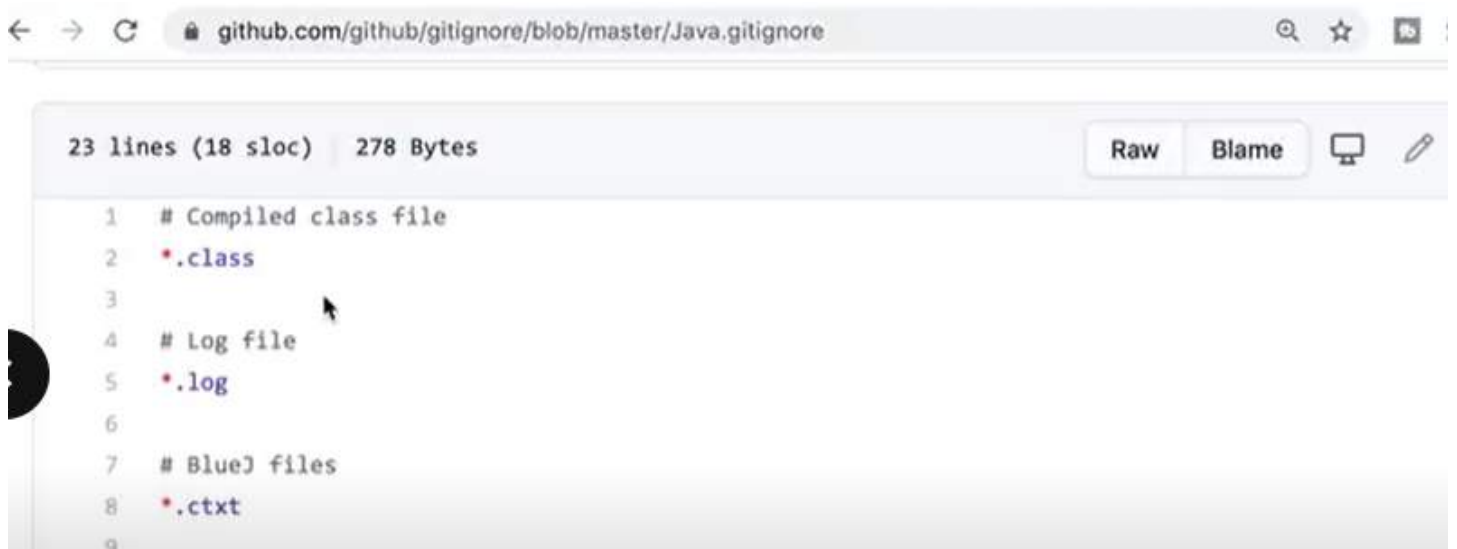 github.com/github/gitignore/blob/master/Java.gitignore
23 lines (18 sloc) 278 Bytes
Raw Blame
1 # Compiled class file
2 *.class
3
4 # Log file
5 *.log
6
7 # BlueJ files
8 *.ctxt
9